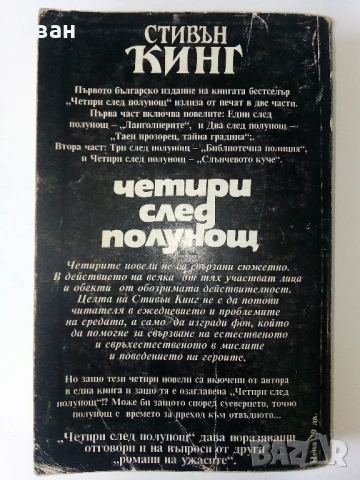 ван
СТИВЪН
КИНГ
Първото българско издание на книгата бестселър
„Четири след полунощ" излиза от печат в две части.
Първа част включва новелите: Един след
полунощ – „Лангολиерите", и Два след полунощ –
„Таен прозорец, тайна градина";
Втора част: Три след полунощ – „Библиотечна полиция",
и Четири след полунощ – „Слънчевото куче".
четири
след
полунощ
Четирите новели не са свързани сюжетно.
В действието на всяка от тях участват лица
и обекти от обозримата действителност.
Целта на Стивън Кинг не е да потопи
читателя в ежедневието и проблемите
на средата, а само да изгради фон, който
да помогне за свързване на естественото
и свръхестественото в мислите
и поведението на героите.
Но защо тези четири новели са включени от автора
в една книга и защо тя е озаглавена „Четири след
полунощ"!? Може би защото според суеверието, точно
полунощ е времето за преход към отвъдното...
„Четири след полунощ" дава поразяващи
отговори и на въпроси от други
„романи на ужасите".
лв.
BAZAR